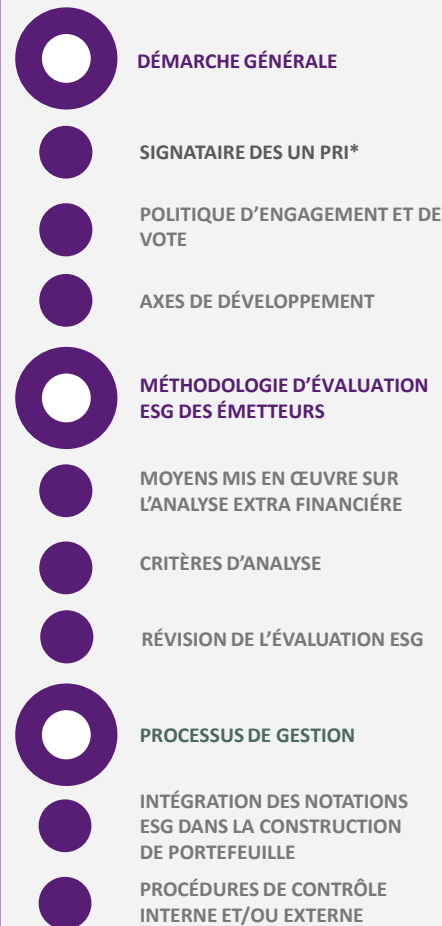 DÉMARCHE GÉNÉRALE
SIGNATAIRE DES UN PRI*
POLITIQUE D'ENGAGEMENT ET DE
VOTE
AXES DE DÉVELOPPEMENT
MÉTHODOLOGIE D'ÉVALUATION
ESG DES ÉMETTEURS
MOYENS MIS EN ŒUVRE SUR
L'ANALYSE EXTRA FINANCIÉRE
CRITÈRES D'ANALYSE
RÉVISION DE L'ÉVALUATION ESG
PROCESSUS DE GESTION
INTÉGRATION DES NOTATIONS
ESG DANS LA CONSTRUCTION
DE PORTEFEUILLE
PROCÉDURES DE CONTRÔLE
INTERNE ET/OU EXTERNE